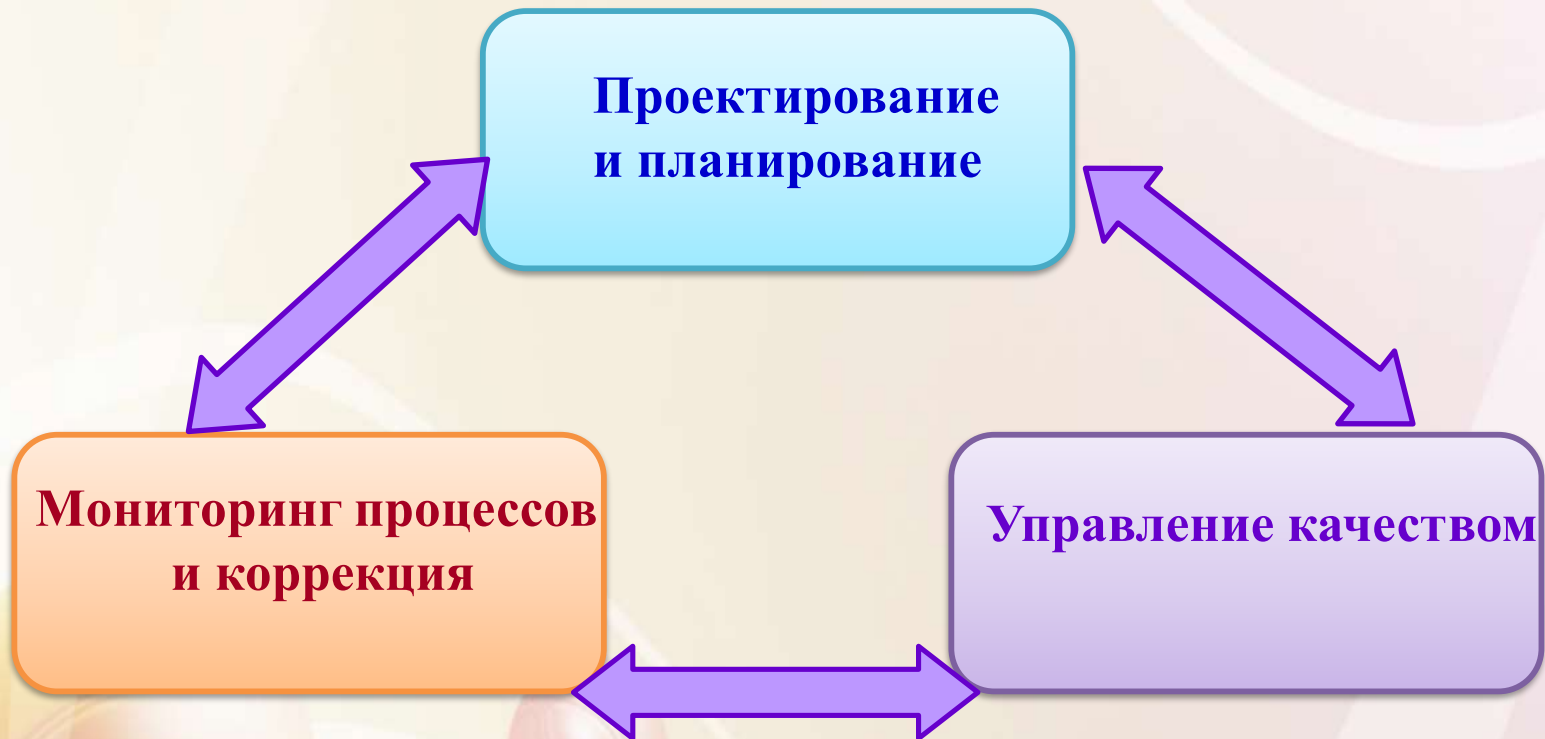 Проектирование
и планирование
Мониторинг процессов
и коррекция
Управление качеством